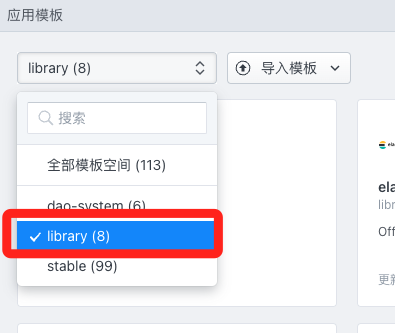 应用模板
library (8)
导入模板
搜索
全部模板空间 (113)
dao-system (6)
library (8)
stable (99)
ela
ela
libr
Off
更新